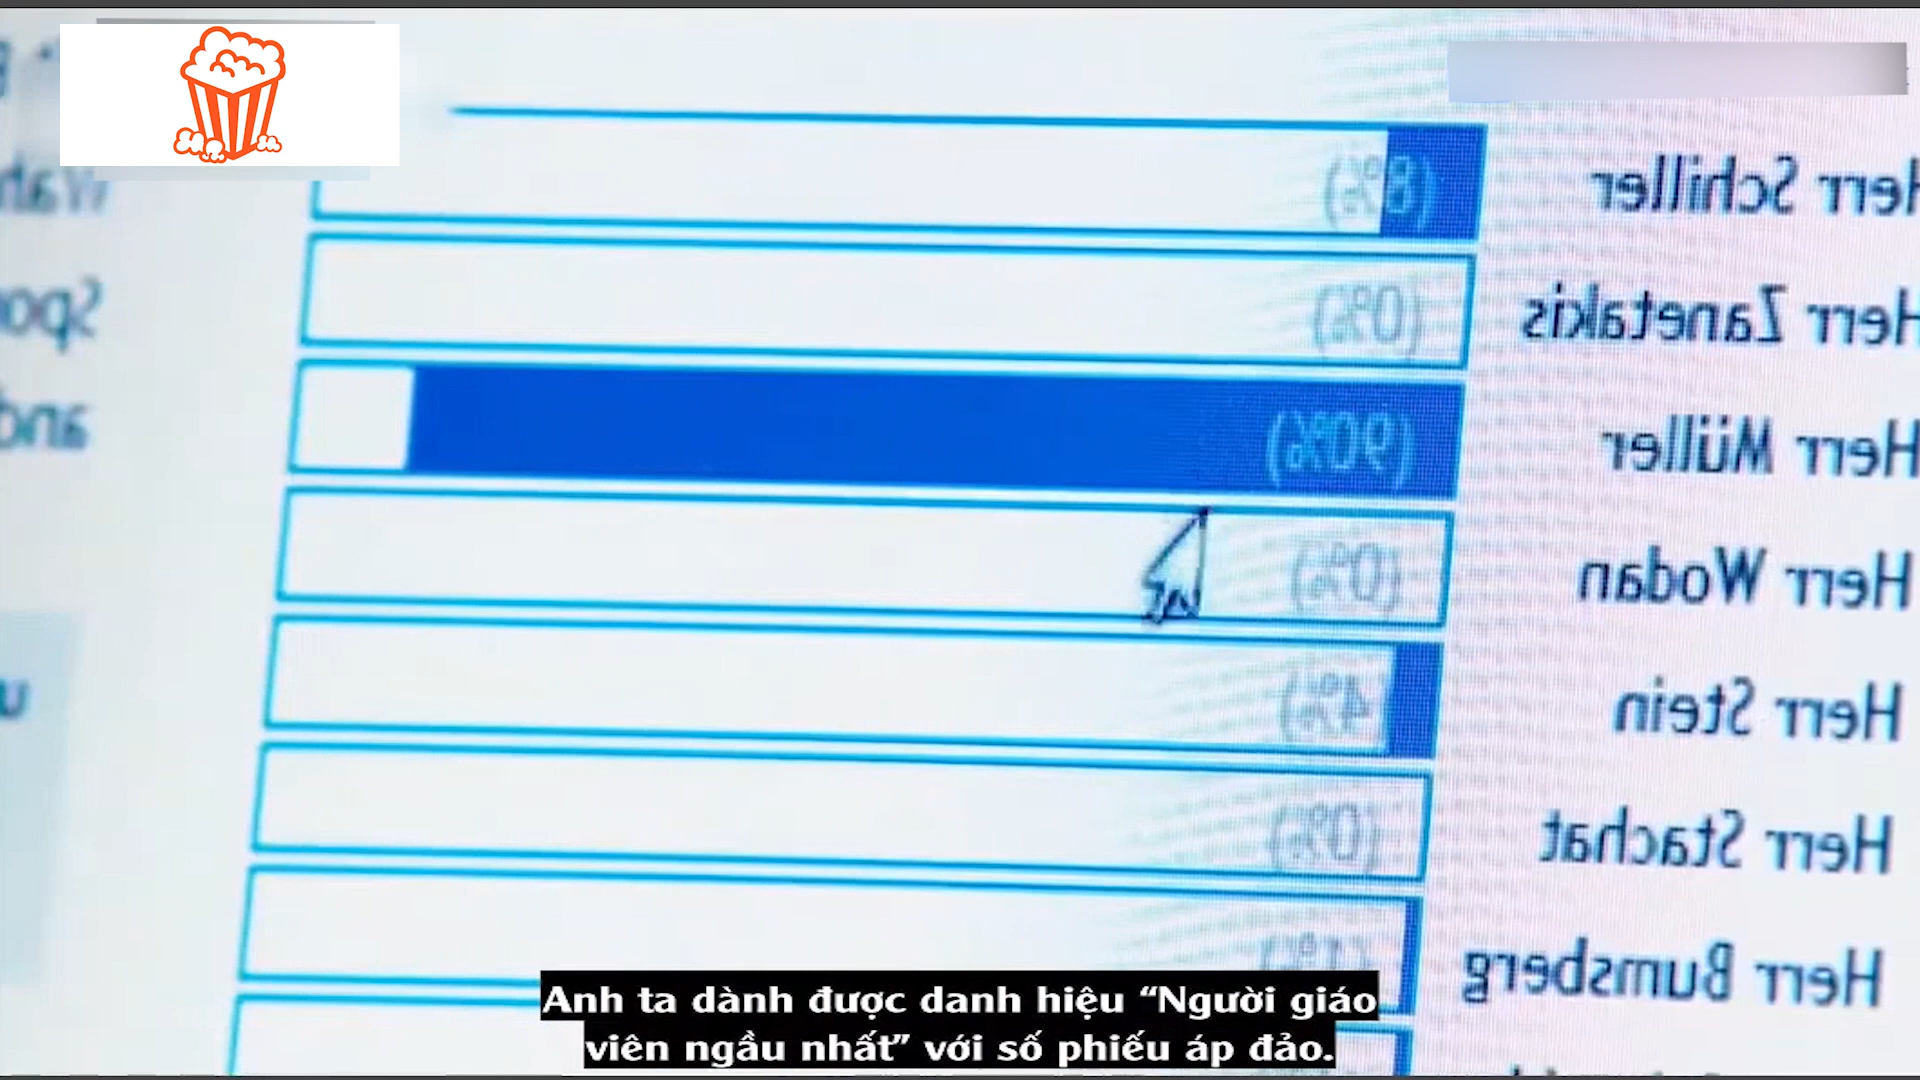 Herr Schiller
(8%)
Herr Zanetakis
(0%)
Herr Müller
(90%)
Herr Wodan
(0%)
Herr Stein
(4%)
Herr Stachat
(0%)
Herr Bumsberg
(1%)
Anh ta dành được danh hiệu “Người giáo
viên ngầu nhất” với số phiếu áp đảo.